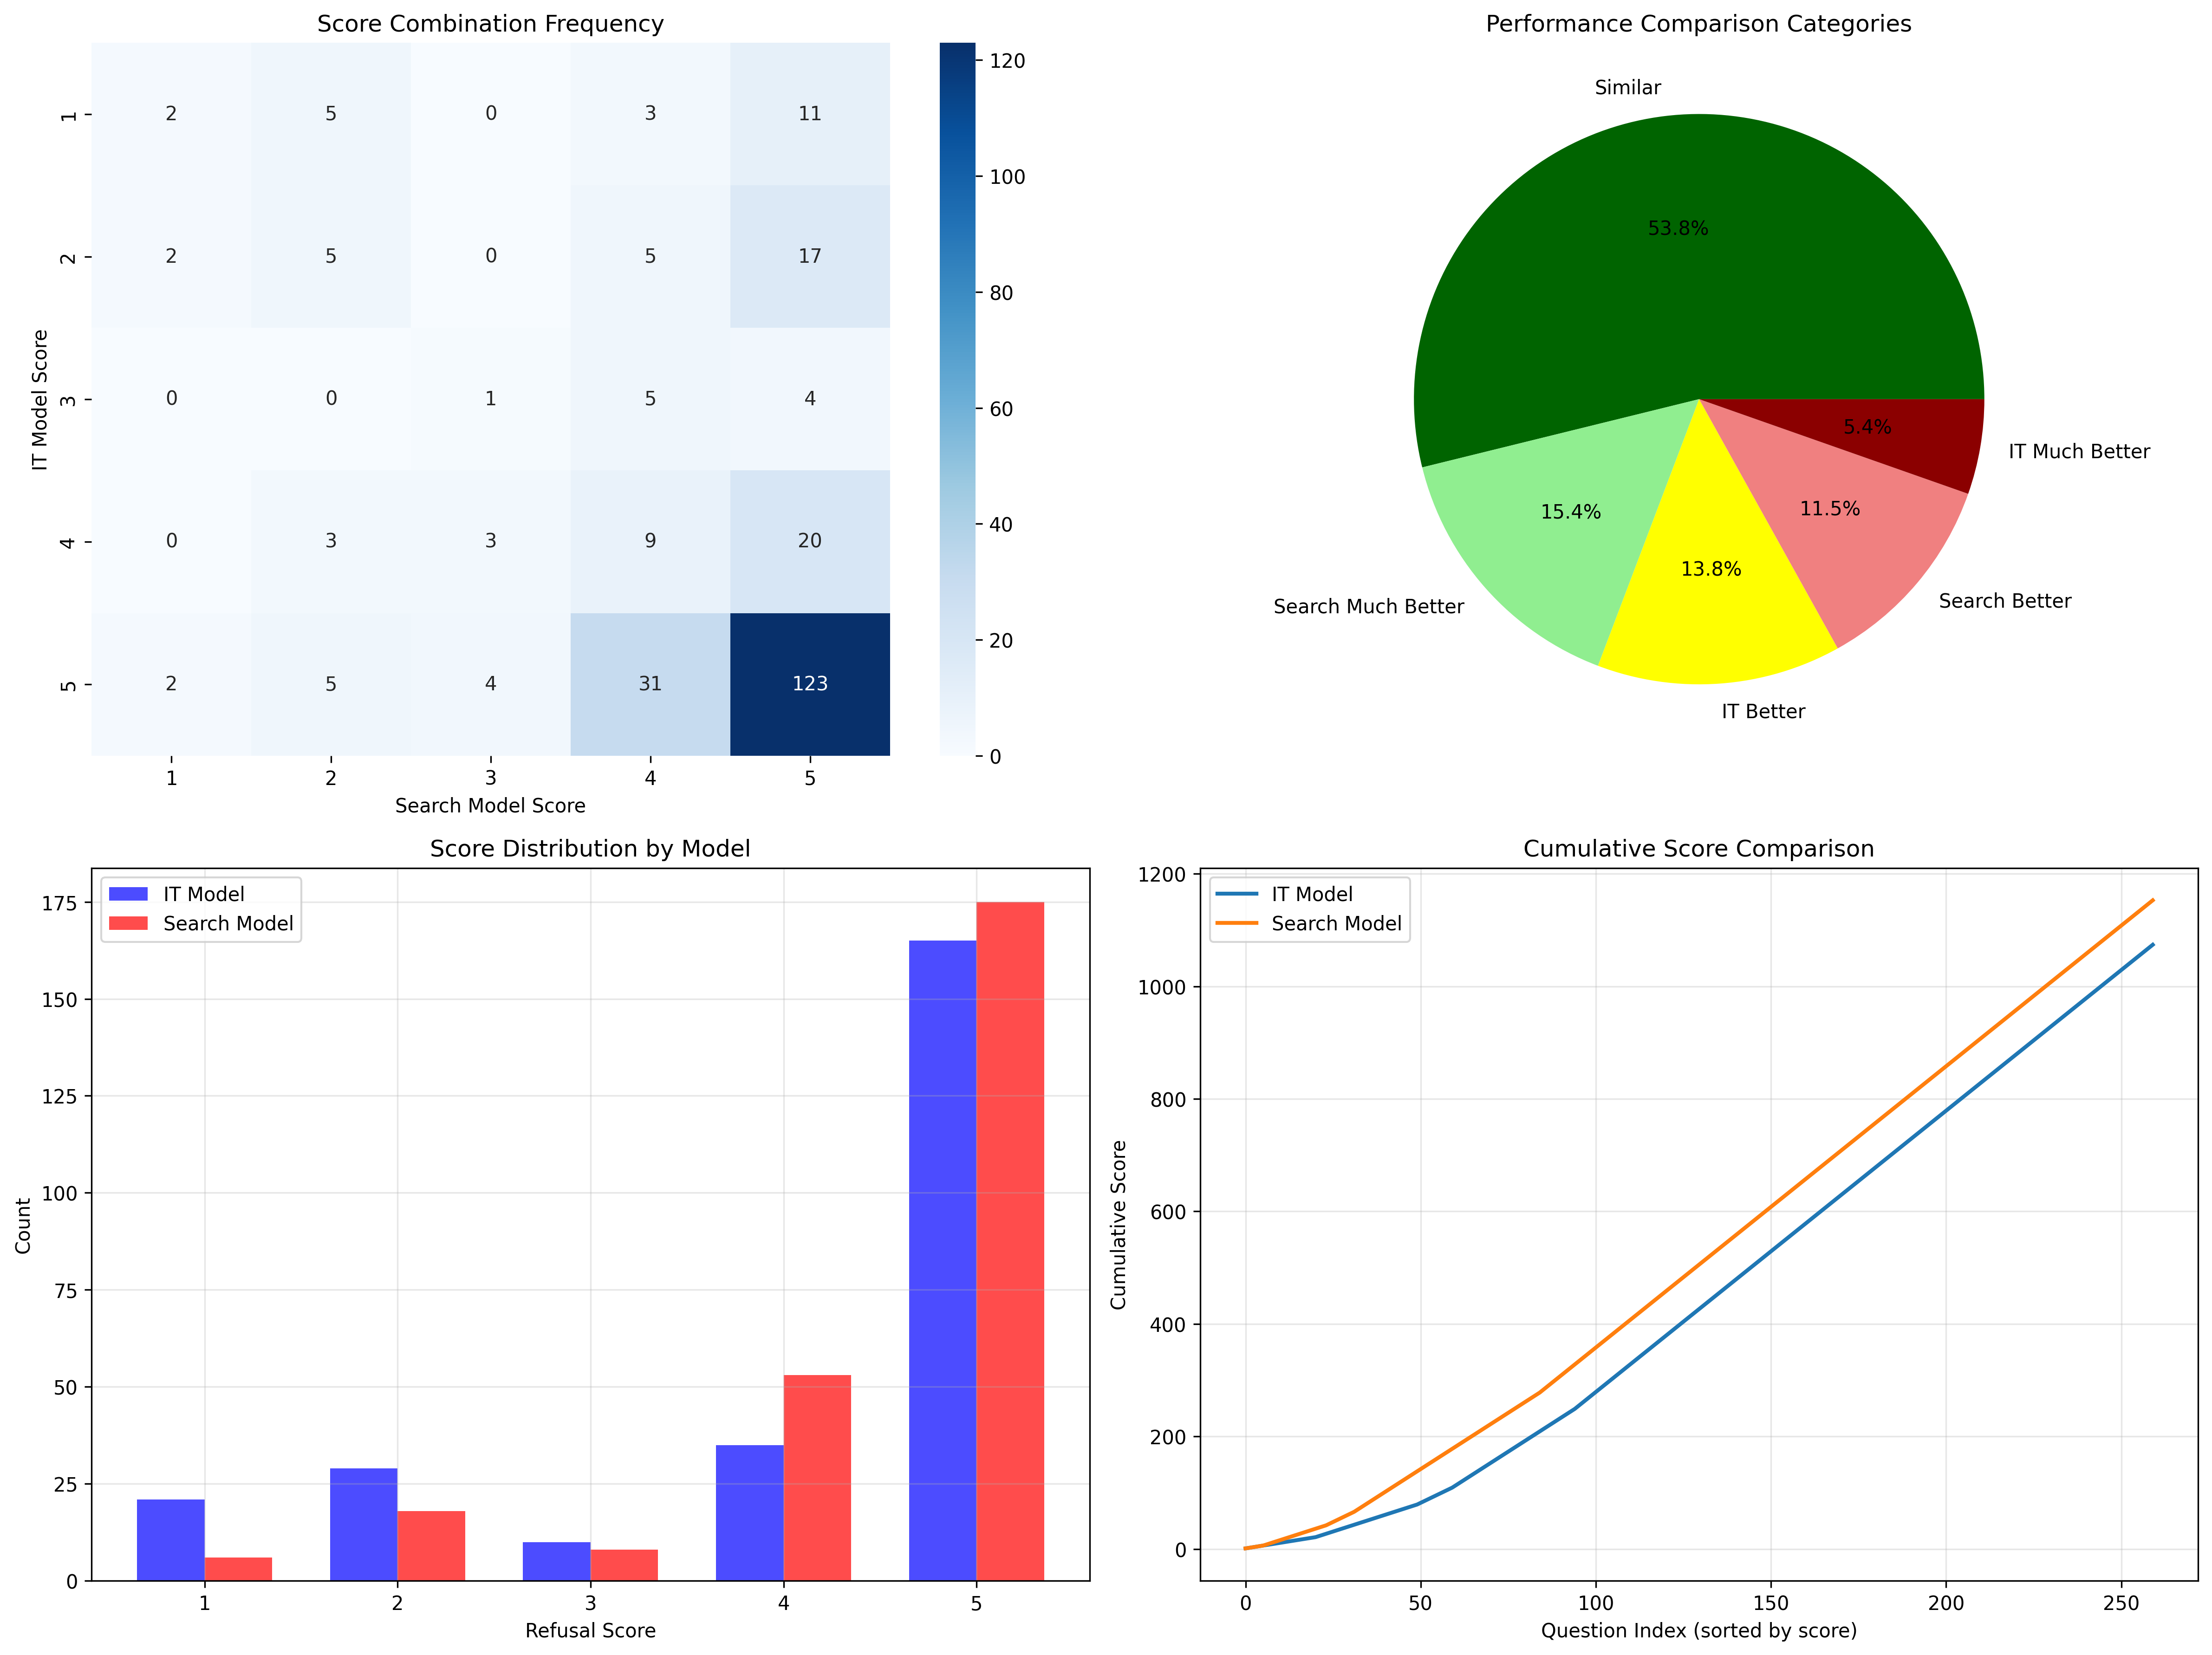 Score Combination Frequency
IT Model Score
1
2
3
4
5
2 5 0 3 11
2 5 0 5 17
0 0 1 5 4
0 3 3 9 20
2 5 4 31 123
1 2 3 4 5
Search Model Score
120
100
80
60
40
20
0
Performance Comparison Categories
Similar
53.8%
Search Much Better
15.4%
IT Better
13.8%
Search Better
11.5%
IT Much Better
5.4%
Score Distribution by Model
IT Model
Search Model
Count
175
150
125
100
75
50
25
0
1 2 3 4 5
Refusal Score
Cumulative Score Comparison
IT Model
Search Model
Cumulative Score
1200
1000
800
600
400
200
0
0 50 100 150 200 250
Question Index (sorted by score)